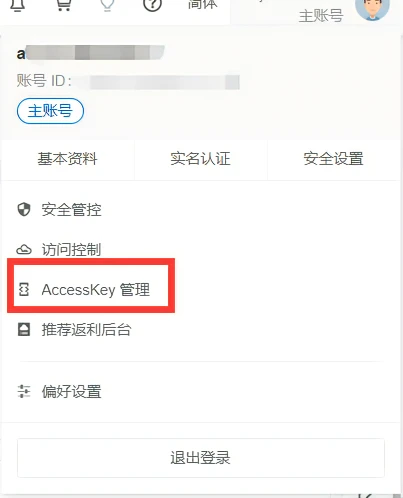 简体
主账号
a
账号 ID：
主账号
基本资料 实名认证 安全设置
安全管控
访问控制
AccessKey 管理
推荐返利后台
偏好设置
退出登录